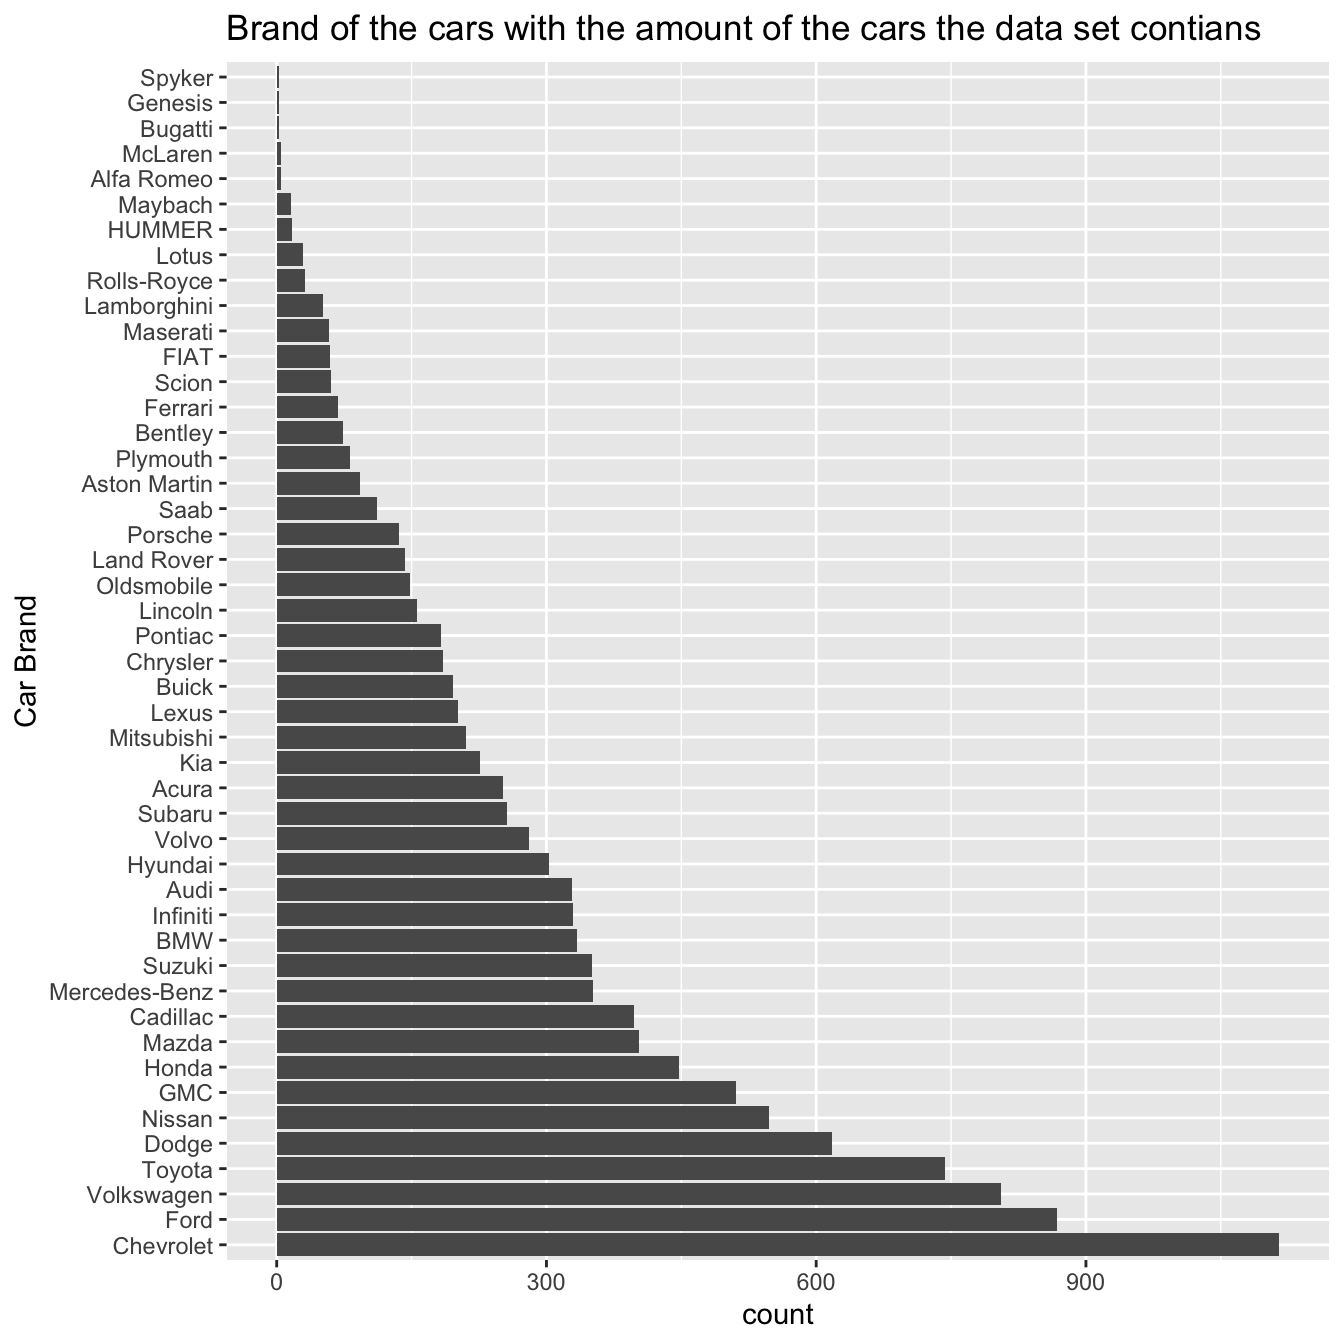 Brand of the cars with the amount of the cars the data set contians
Spyker
Genesis
Bugatti
McLaren
Alfa Romeo
Maybach
HUMMER
Lotus
Rolls-Royce
Lamborghini
Maserati
FIAT
Scion
Ferrari
Bentley
Plymouth
Aston Martin
Saab
Porsche
Land Rover
Oldsmobile
Lincoln
Pontiac
Chrysler
Buick
Lexus
Mitsubishi
Kia
Acura
Subaru
Volvo
Hyundai
Audi
Infiniti
BMW
Suzuki
Mercedes-Benz
Cadillac
Mazda
Honda
GMC
Nissan
Dodge
Toyota
Volkswagen
Ford
Chevrolet
Car Brand
0 300 600 900
count